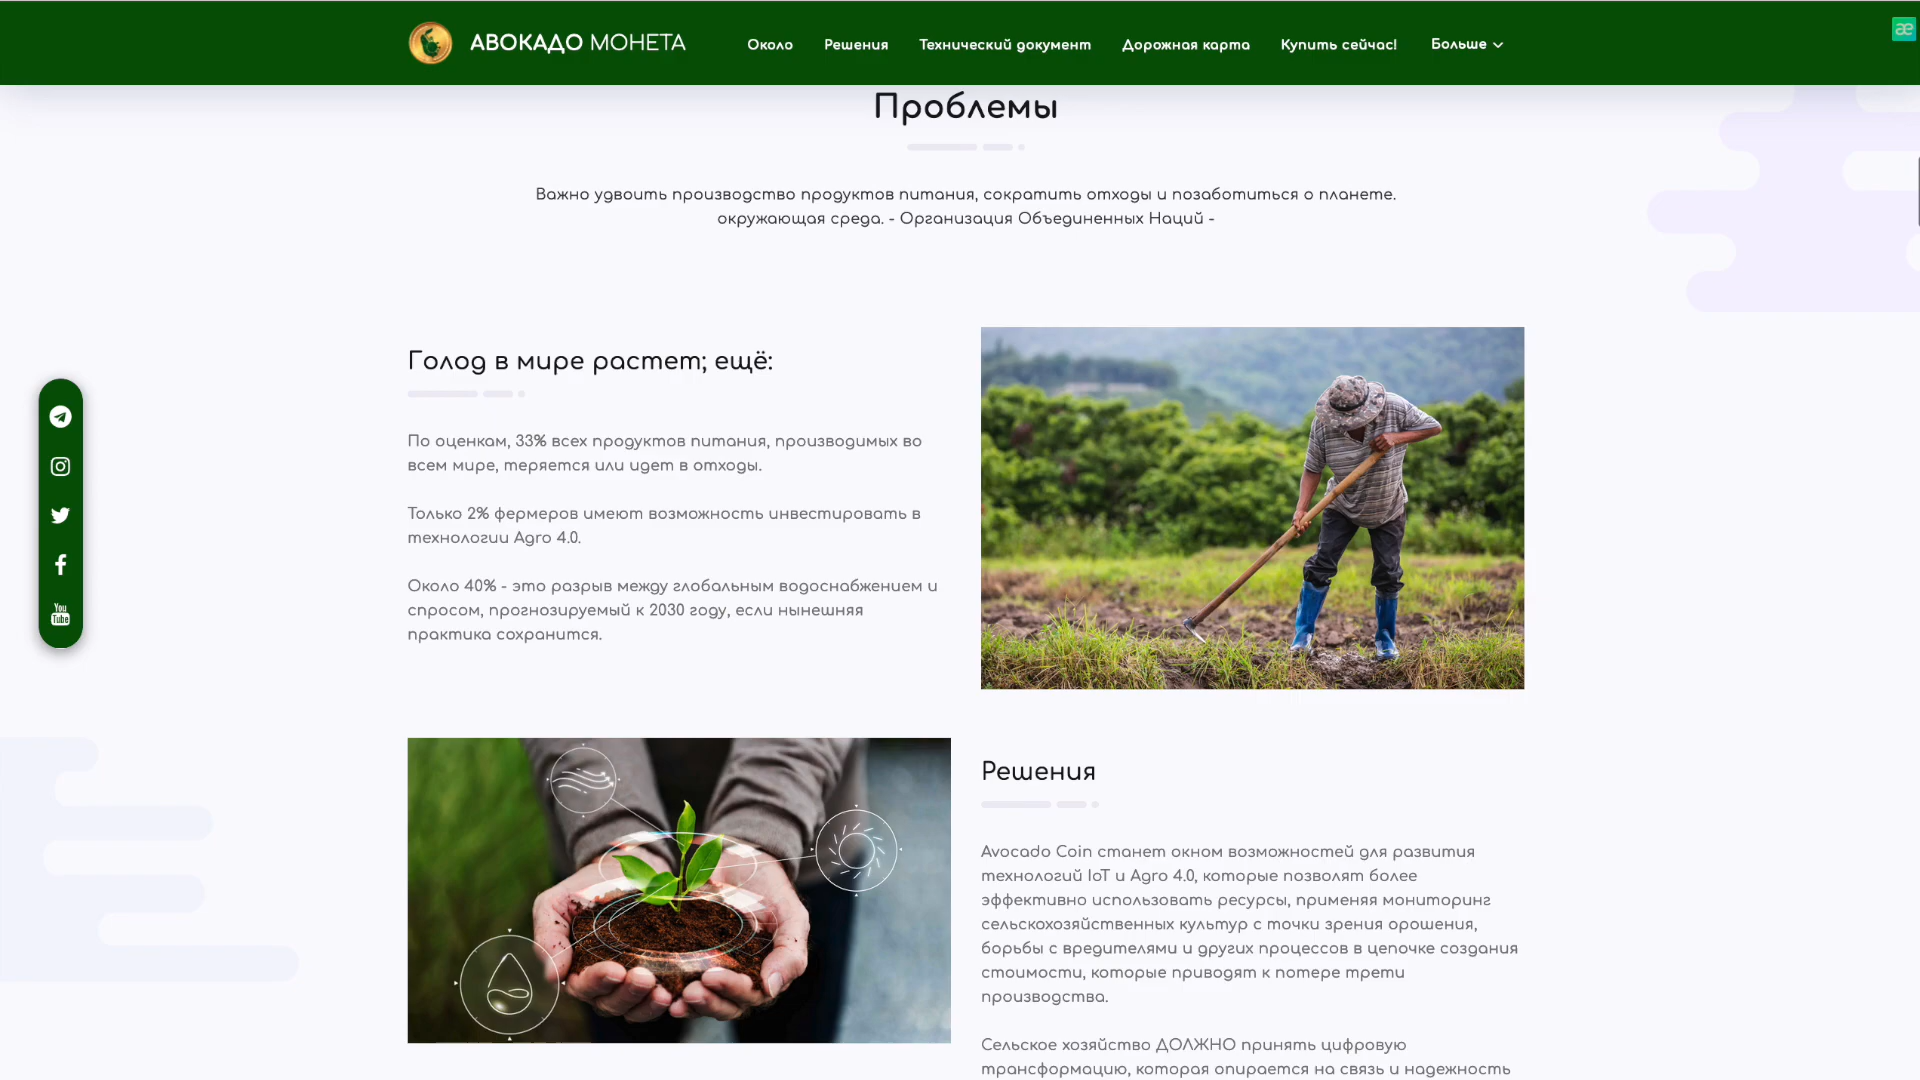 АВОКАДО МОНЕТА
Около
Решения
Технический документ
Дорожная карта
Купить сейчас!
Больше
æ
Проблемы
Важно удвоить производство продуктов питания, сократить отходы и позаботиться о планете.
окружающая среда. - Организация Объединенных Наций -
Голод в мире растет; ещё:
По оценкам, 33% всех продуктов питания, производимых во
всем мире, теряется или идет в отходы.
Только 2% фермеров имеют возможность инвестировать в
технологии Agro 4.0.
Около 40% - это разрыв между глобальным водоснабжением и
спросом, прогнозируемый к 2030 году, если нынешняя
практика сохранится.
You
Tube
Решения
Avocado Coin станет окном возможностей для развития
технологий IoT и Agro 4.0, которые позволят более
эффективно использовать ресурсы, применяя мониторинг
сельскохозяйственных культур с точки зрения орошения,
борьбы с вредителями и других процессов в цепочке создания
стоимости, которые приводят к потере трети
производства.
Сельское хозяйство ДОЛЖНО принять цифровую
трансформацию, которая опирается на связь и надежность